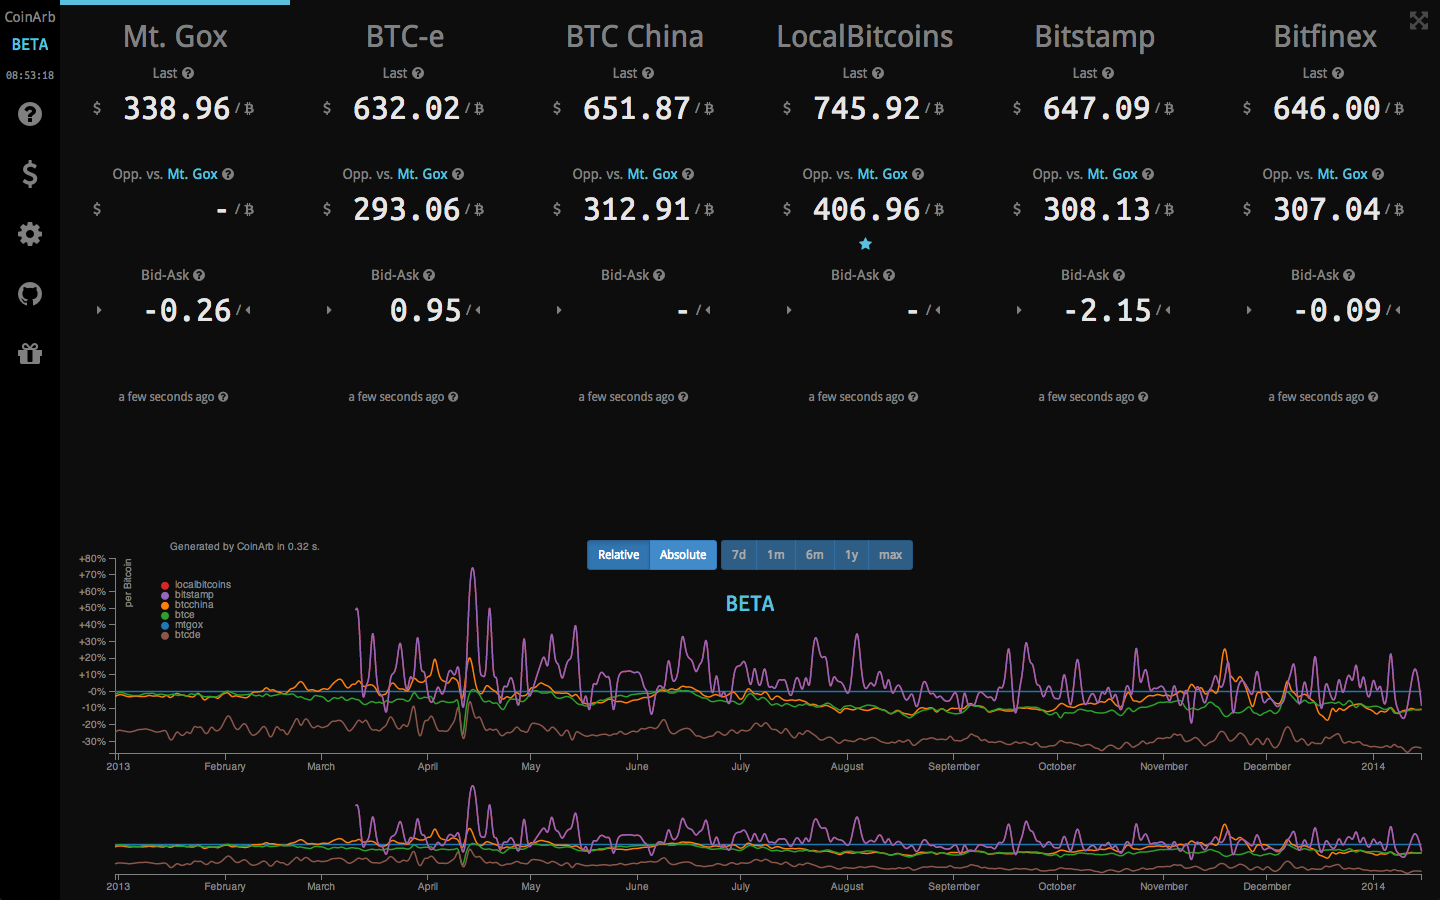 CoinArb
BETA
08:53:18
Mt. Gox
Last
$ 338.96 / B
Opp. vs. Mt. Gox
$ - / B
Bid-Ask
-0.26 /
a few seconds ago
BTC-e
Last
$ 632.02 / B
Opp. vs. Mt. Gox
$ 293.06 / B
Bid-Ask
0.95 /
a few seconds ago
BTC China
Last
$ 651.87 / B
Opp. vs. Mt. Gox
$ 312.91 / B
Bid-Ask
- /
a few seconds ago
LocalBitcoins
Last
$ 745.92 / B
Opp. vs. Mt. Gox
$ 406.96 / B
Bid-Ask
- /
a few seconds ago
Bitstamp
Last
$ 647.09 / B
Opp. vs. Mt. Gox
$ 308.13 / B
Bid-Ask
-2.15 /
a few seconds ago
Bitfinex
Last
$ 646.00 / B
Opp. vs. Mt. Gox
$ 307.04 / B
Bid-Ask
-0.09 /
a few seconds ago
Generated by CoinArb in 0.32 s.
Relative Absolute 7d 1m 6m 1y max
BETA
+80%
+70%
+60%
+50%
+40%
+30%
+20%
+10%
-0%
-10%
-20%
-30%
per Bitcoin
localbitcoins
bitstamp
btcchina
btce
mtgox
btcde
2013 February March April May June July August September October November December 2014
2013 February March April May June July August September October November December 2014